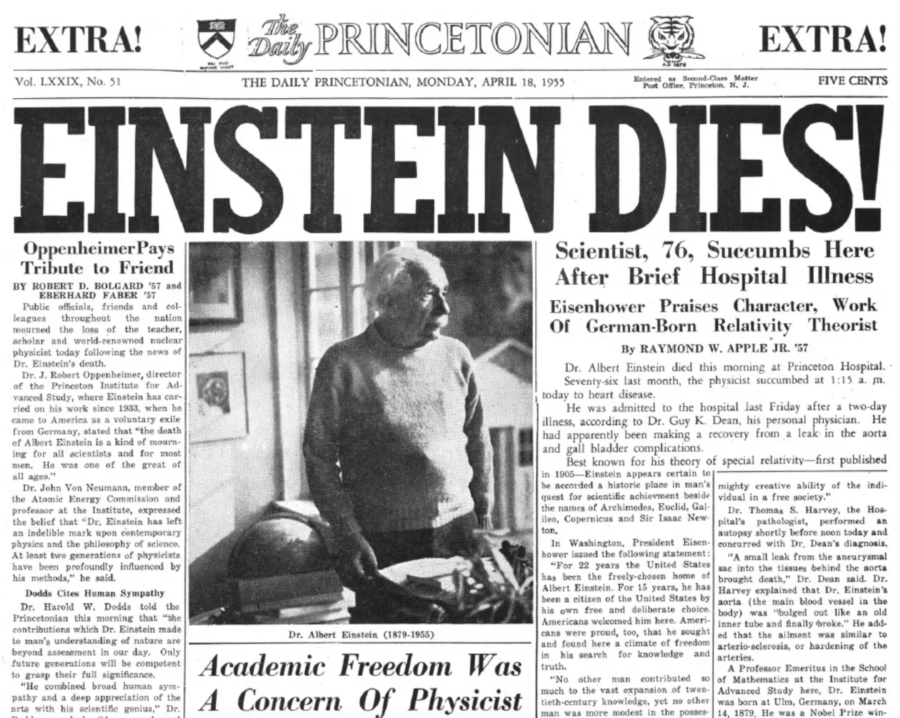 EXTRA!
The Daily PRINCETONIAN
EXTRA!
Vol. LXXIX, No. 51
THE DAILY PRINCETONIAN, MONDAY, APRIL 18, 1955
Entered as Second-Class Matter
Post Office, Princeton, N. J.
FIVE CENTS
EINSTEIN DIES!
Oppenheimer Pays
Tribute to Friend
BY ROBERT D. BOLGARD '57 and
EBERHARD FABER '57
Public officials, friends and col-
leagues throughout the nation
mourned the loss of the teacher,
scholar and world-renowned nuclear
physicist today following the news of
Dr. Einstein's death.
Dr. J. Robert Oppenheimer, director
of the Princeton Institute for Ad-
vanced Study, where Einstein has car-
ried on his work since 1933, when he
came to America as a voluntary exile
from Germany, stated that "the death
of Albert Einstein is a kind of mourn-
ing for all scientists and for most
men. He was one of the great of
all ages."
Dr. John Von Neumann, member of
the Atomic Energy Commission and
professor at the Institute, expressed
the belief that "Dr. Einstein has left
an indelible mark upon contemporary
physics and the philosophy of science.
At least two generations of physicists
have been profoundly influenced by
his methods," he said.
Dodds Cites Human Sympathy
Dr. Harold W. Dodds told the
Princetonian this morning that "the
contributions which Dr. Einstein made
to man's understanding of nature are
beyond assessment in our day. Only
future generations will be competent
to grasp their full significance.
"He combined broad human sym-
pathy and a deep appreciation of the
arts with his scientific genius," Dr.
Dr. Albert Einstein (1879-1955)
Academic Freedom Was
A Concern Of Physicist
Scientist, 76, Succumbs Here
After Brief Hospital Illness
Eisenhower Praises Character, Work
Of German-Born Relativity Theorist
By RAYMOND W. APPLE JR. '57
Dr. Albert Einstein died this morning at Princeton Hospital.
Seventy-six last month, the physicist succumbed at 1:15 a. m.
today to heart disease.
He was admitted to the hospital last Friday after a two-day
illness, according to Dr. Guy K. Dean, his personal physician. He
had apparently been making a recovery from a leak in the aorta
and gall bladder complications.
Best known for his theory of special relativity—first published
in 1905—Einstein appears certain to
be accorded a historic place in man's
quest for scientific achievment beside
the names of Archimedes, Euclid, Gal-
ileo, Copernicus and Sir Isaac New-
ton.
In Washington, President Eisen-
hower issued the following statement:
"For 22 years the United States
has been the freely-chosen home of
Albert Einstein. For 15 years, he has
been a citizen of the United States by
his own free and deliberate choice.
Americans welcomed him here. Ameri-
cans were proud, too, that he sought
and found here a climate of freedom
in his search for knowledge and
truth.
"No other man contributed so
much to the vast expansion of twen-
tieth-century knowledge, yet no other
man was more modest in the posses-
mighty creative ability of the indi-
vidual in a free society."
Dr. Thomas S. Harvey, the Hos-
pital's pathologist, performed an
autopsy shortly before noon today and
concurred with Dr. Dean's diagnosis.
"A small leak from the aneurysmal
sac into the tissues behind the aorta
brought death," Dr. Dean said. Dr.
Harvey explained that Dr. Einstein's
aorta (the main blood vessel in the
body) was "bulged out like an old
inner tube and finally broke." He add-
ed that the ailment was similar to
arterio-sclerosis, or hardening of the
arteries.
A Professor Emeritus in the School
of Mathematics at the Institute for
Advanced Study here, Dr. Einstein
was born at Ulm, Germany, on March
14, 1879. He was a Nobel Prize win-